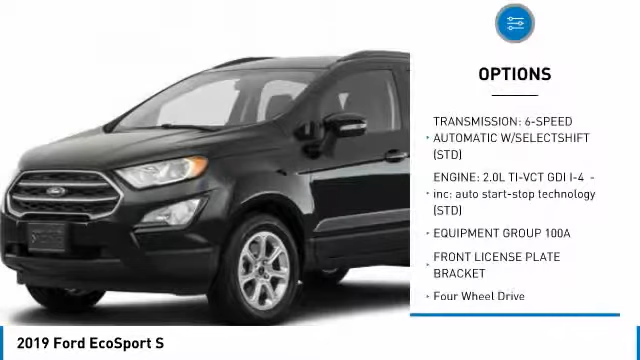 OPTIONS
TRANSMISSION: 6-SPEED
AUTOMATIC W/SELECTSHIFT
(STD)
ENGINE: 2.0L TI-VCT GDI I-4 -
inc: auto start-stop technology
(STD)
EQUIPMENT GROUP 100A
FRONT LICENSE PLATE
BRACKET
Four Wheel Drive
Ford
2019 Ford EcoSport S